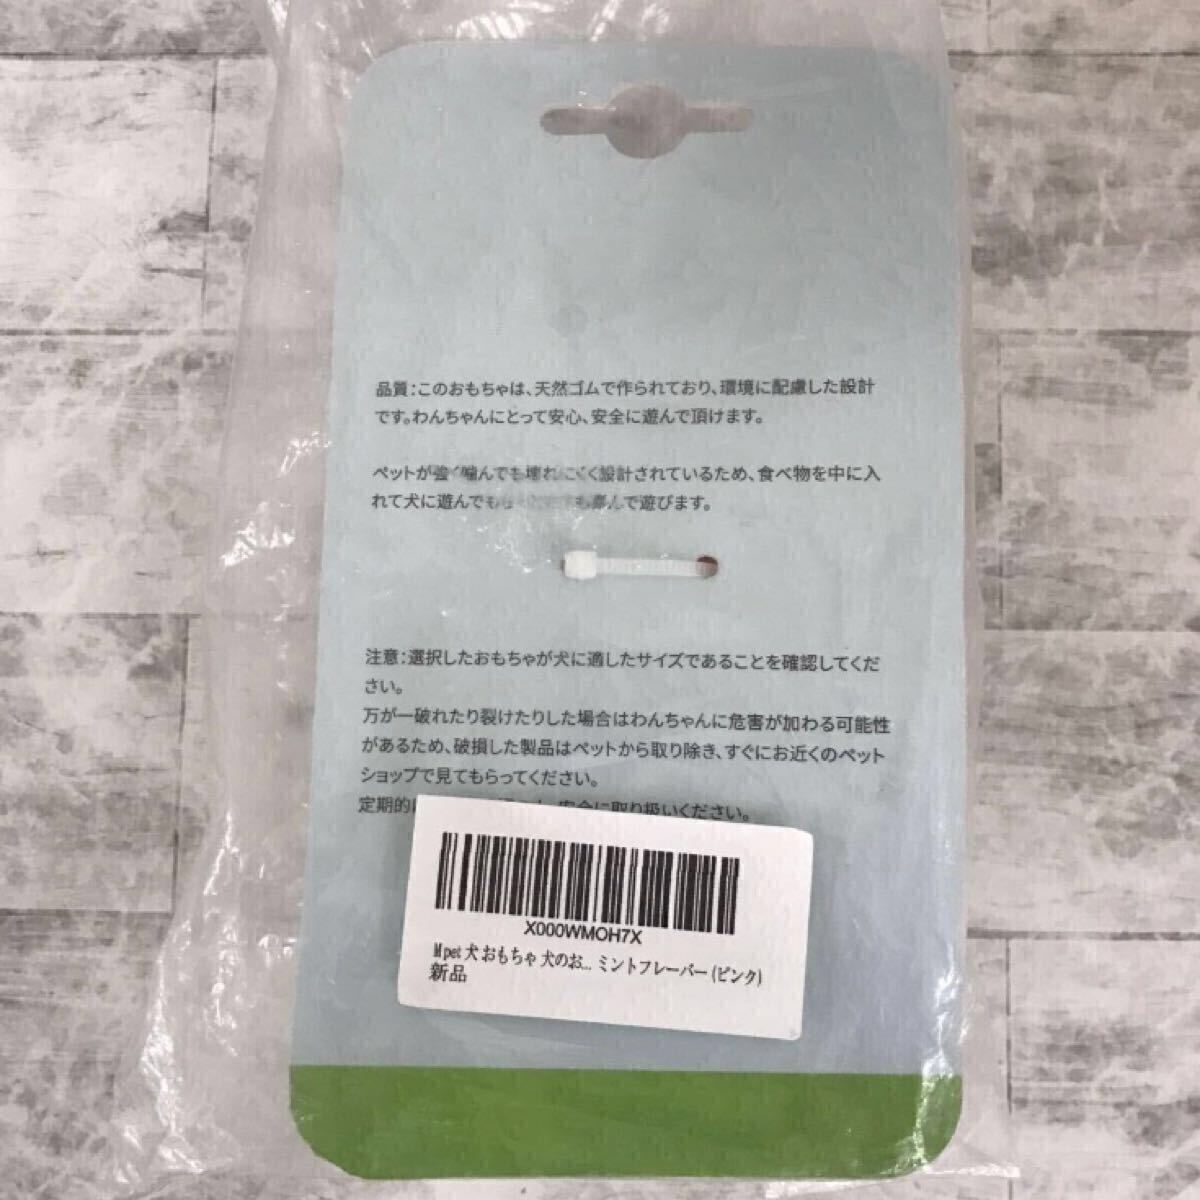 品質：このおもちゃは、天然ゴムで作られており、環境に配慮した設計
です。わんちゃんにとって安心、安全に遊んで頂けます。
ペットが強く噛んでも壊れにくく設計されているため、食べ物を中に入
れて犬に遊んでも も喜んで遊びます。
注意：選択したおもちゃが犬に適したサイズであることを確認してくだ
さい。
万が一破れたり裂けたりした場合はわんちゃんに危害が加わる可能性
があるため、破損した製品はペットから取り除き、すぐにお近くのペット
ショップで見てもらってください。
定期的に 安全に取り扱いください。
X000WMOH7X
Mpet 犬 おもちゃ 犬のお... ミントフレーバー (ピンク)
新品